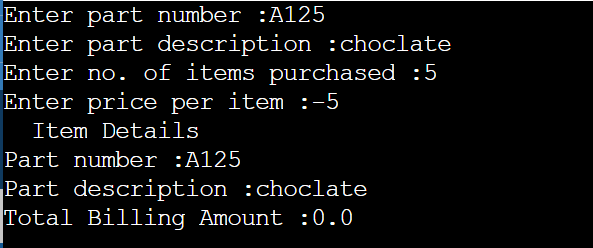 Enter part number :A125
Enter part description :choclate
Enter no. of items purchased :5
Enter price per item :-5
  Item Details
Part number :A125
Part description :choclate
Total Billing Amount :0.0